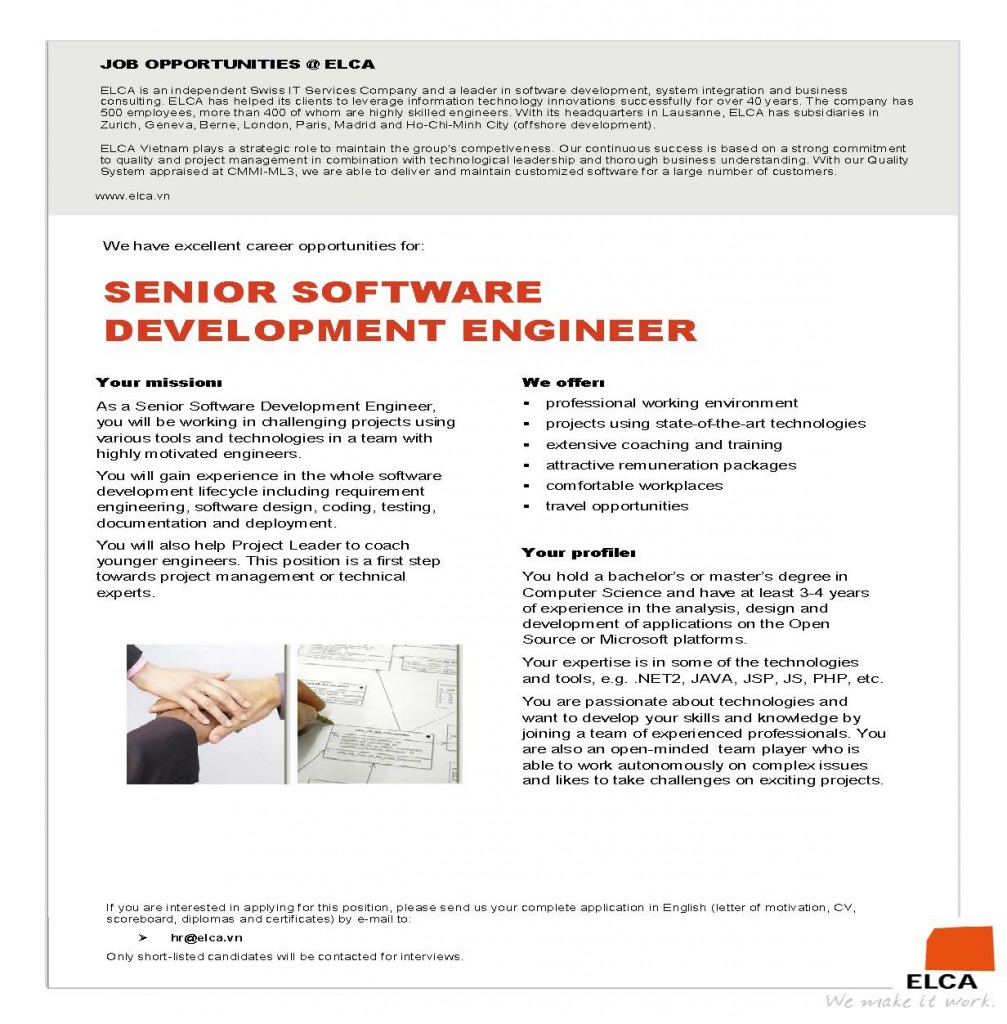 JOB OPPORTUNITIES @ ELCA
ELCA is an independent Swiss IT Services Company and a leader in software development, system integration and business
consulting. ELCA has helped its clients to leverage information technology innovations successfully for over 40 years. The company has
500 employees, more than 400 of whom are highly skilled engineers. With its headquarters in Lausanne, ELCA has subsidiaries in
Zurich, Geneva, Berne, London, Paris, Madrid and Ho-Chi-Minh City (offshore development).
ELCA Vietnam plays a strategic role to maintain the group's competiveness. Our continuous success is based on a strong commitment
to quality and project management in combination with technological leadership and thorough business understanding. With our Quality
System appraised at CMMI-ML3, we are able to deliver and maintain customized software for a large number of customers.
www.elca.vn
We have excellent career opportunities for:
SENIOR SOFTWARE
DEVELOPMENT ENGINEER
Your mission:
As a Senior Software Development Engineer,
you will be working in challenging projects using
various tools and technologies in a team with
highly motivated engineers.
You will gain experience in the whole software
development lifecycle including requirement
engineering, software design, coding, testing,
documentation and deployment.
You will also help Project Leader to coach
younger engineers. This position is a first step
towards project management or technical
experts.
We offer:
▪ professional working environment
▪ projects using state-of-the-art technologies
▪ extensive coaching and training
▪ attractive remuneration packages
▪ comfortable workplaces
▪ travel opportunities
Your profile:
You hold a bachelor's or master's degree in
Computer Science and have at least 3-4 years
of experience in the analysis, design and
development of applications on the Open
Source or Microsoft platforms.
Your expertise is in some of the technologies
and tools, e.g. .NET2, JAVA, JSP, JS, PHP, etc.
You are passionate about technologies and
want to develop your skills and knowledge by
joining a team of experienced professionals. You
are also an open-minded team player who is
able to work autonomously on complex issues
and likes to take challenges on exciting projects.
If you are interested in applying for this position, please send us your complete application in English (letter of motivation, CV,
scoreboard, diplomas and certificates) by e-mail to:
➤ hr@elca.vn
Only short-listed candidates will be contacted for interviews.
ELCA
We make it work.